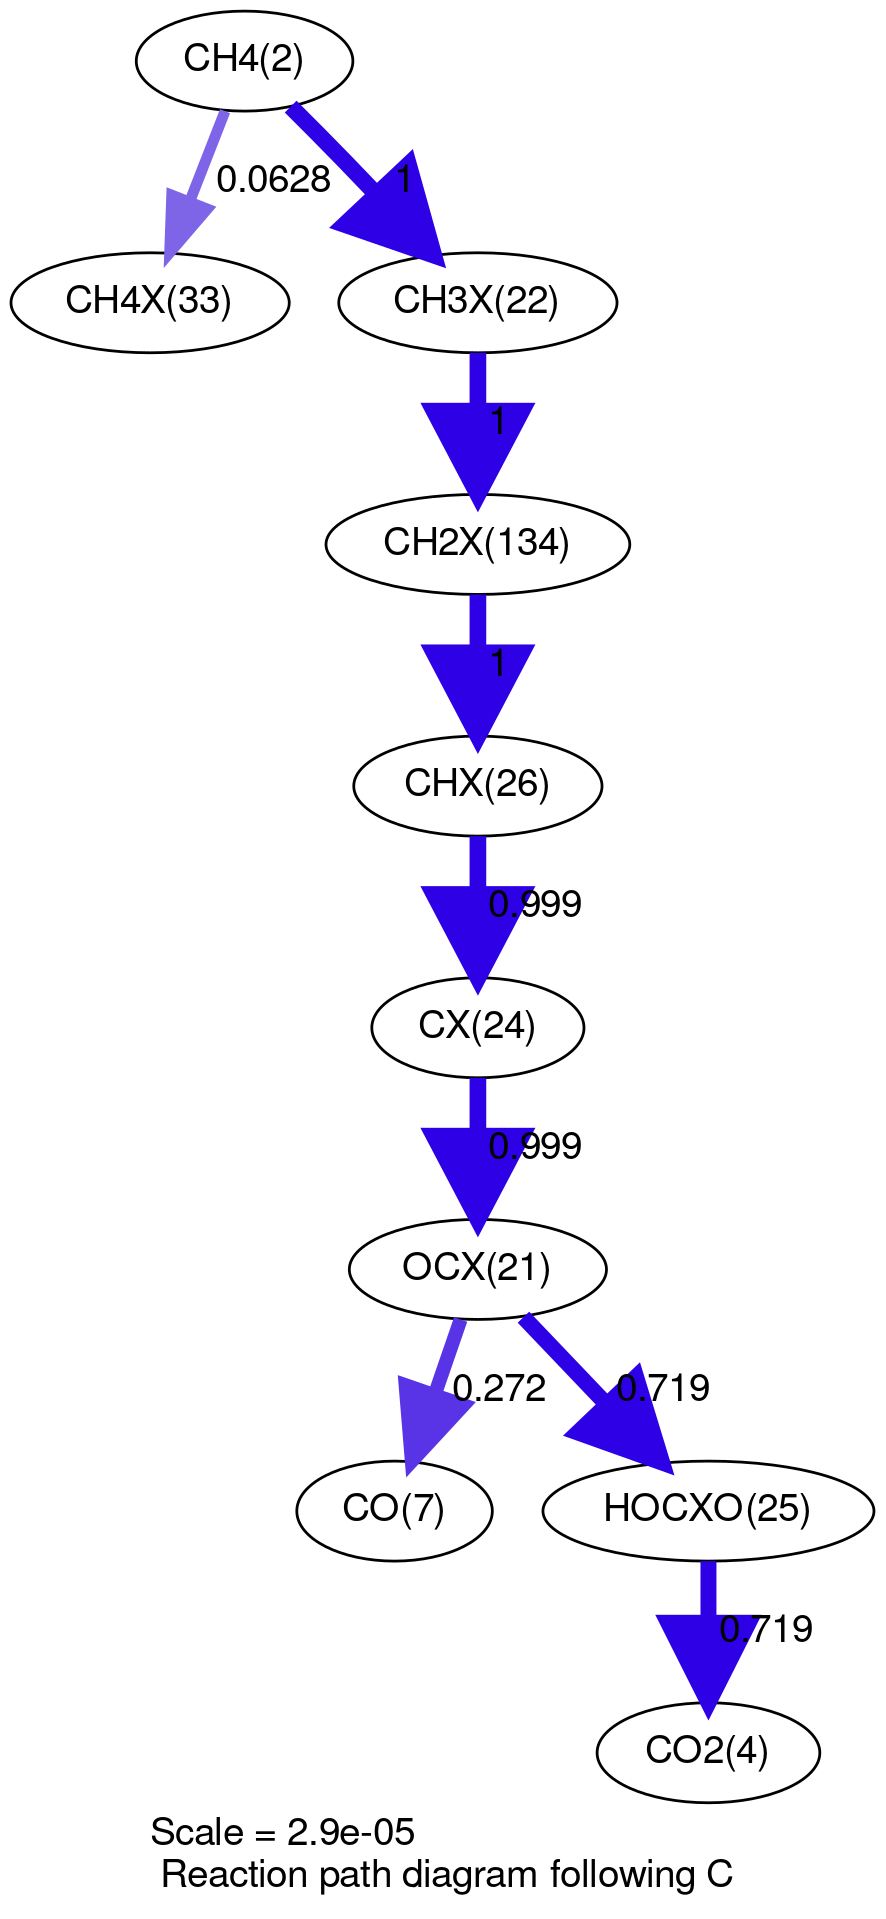 CH4(2)
0.0628
1
CH4X(33)
CH3X(22)
1
CH2X(134)
1
CHX(26)
0.999
CX(24)
0.999
OCX(21)
0.272
0.719
CO(7)
HOCXO(25)
0.719
CO2(4)
Scale = 2.9e-05
Reaction path diagram following C